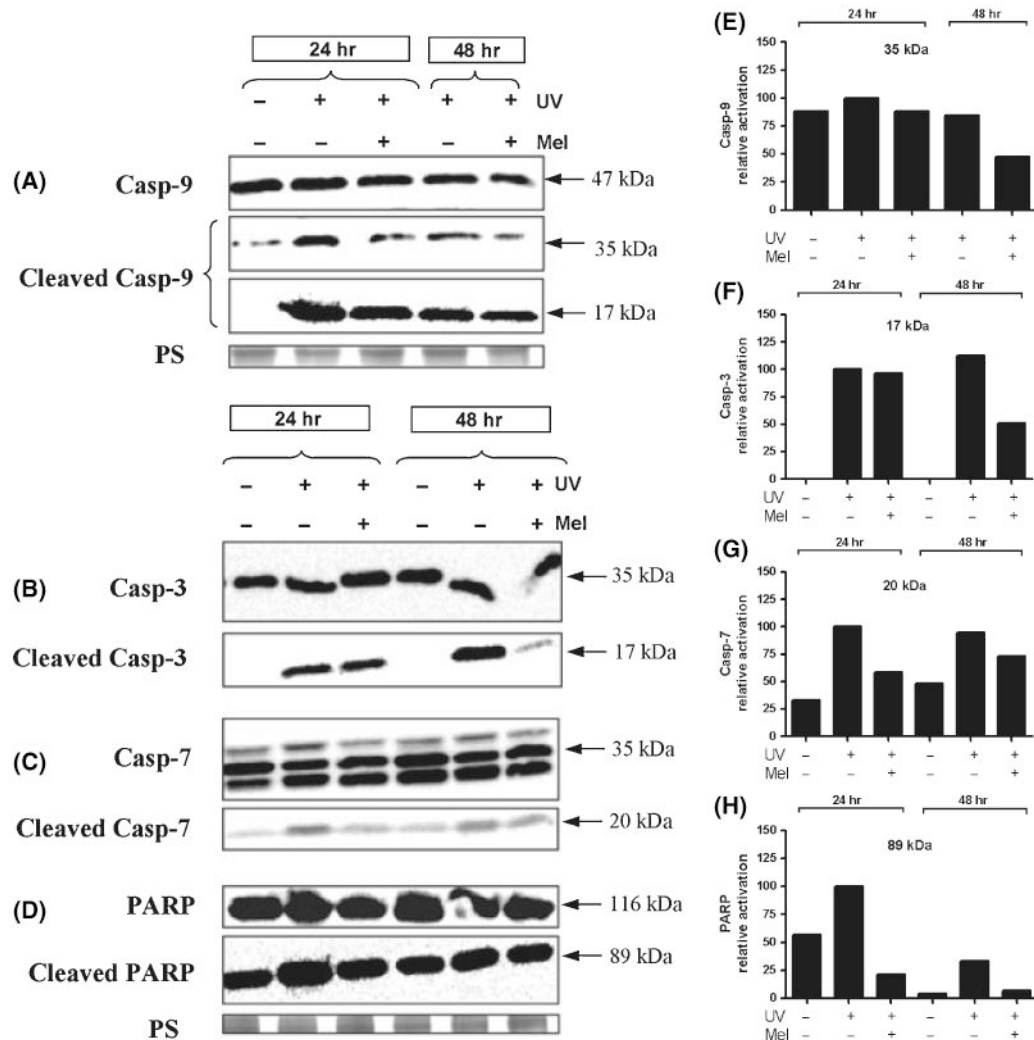 24 hr 48 hr
– + + + + UV
– – + – + Mel
(A) Casp-9 47 kDa
Cleaved Casp-9 35 kDa
17 kDa
PS
24 hr 48 hr
– + + – + + UV
– – + – – + Mel
(B) Casp-3 35 kDa
Cleaved Casp-3 17 kDa
(C) Casp-7 35 kDa
Cleaved Casp-7 20 kDa
(D) PARP 116 kDa
Cleaved PARP 89 kDa
PS
(E)
24 hr 48 hr
35 kDa
Casp-9
relative activation
150
125
100
75
50
25
0
UV – + + + +
Mel – – + – +
(F)
24 hr 48 hr
17 kDa
Casp-3
relative activation
150
125
100
75
50
25
0
UV – + + – + +
Mel – – + – – +
(G)
24 hr 48 hr
20 kDa
Casp-7
relative activation
150
125
100
75
50
25
0
UV – + + – + +
Mel – – + – – +
(H)
24 hr 48 hr
89 kDa
PARP
relative activation
150
125
100
75
50
25
0
UV – + + – + +
Mel – – + – – +